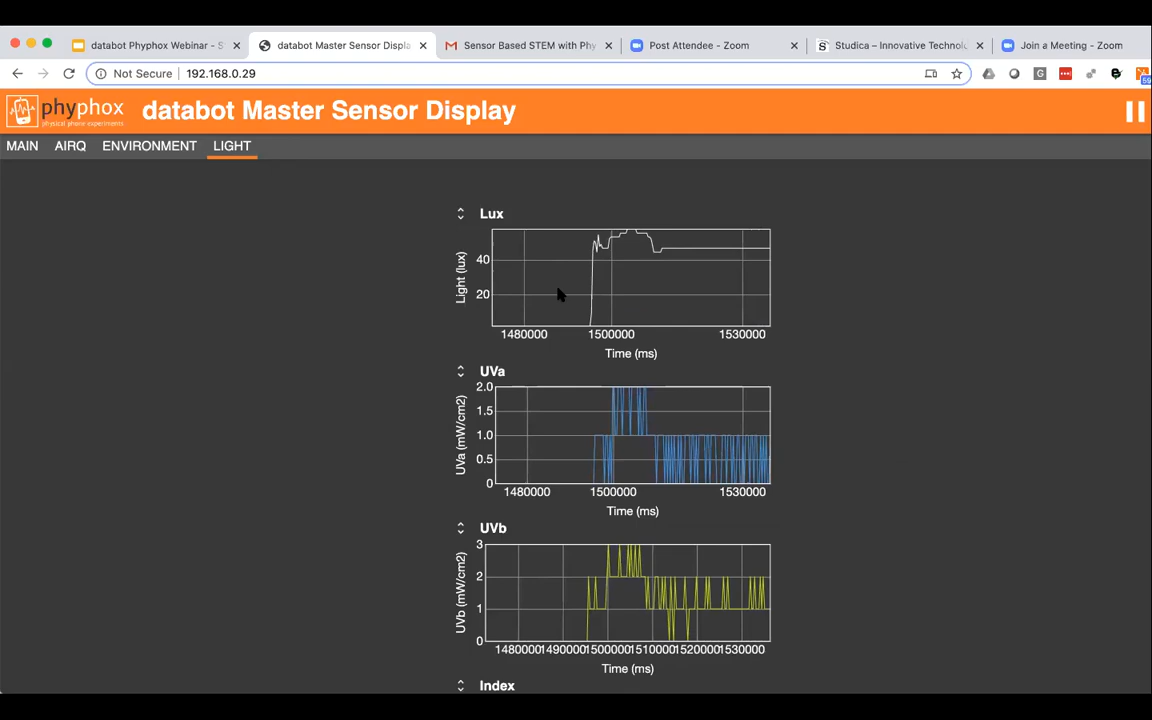 databot Phyphox Webinar - S
databot Master Sensor Displa
Sensor Based STEM with Phy
Post Attendee - Zoom
Studica – Innovative Technolo
Join a Meeting - Zoom
Not Secure
192.168.0.29
59
phyphox
physical phone experiments
databot Master Sensor Display
MAIN AIRQ ENVIRONMENT LIGHT
Lux
Light (lux)
40
20
1480000 1500000 1530000
Time (ms)
UVa
UVa (mW/cm2)
2.0
1.5
1.0
0.5
0
1480000 1500000 1530000
Time (ms)
UVb
UVb (mW/cm2)
3
2
1
0
1480000 1490000 1500000 1510000 1520000 1530000
Time (ms)
Index